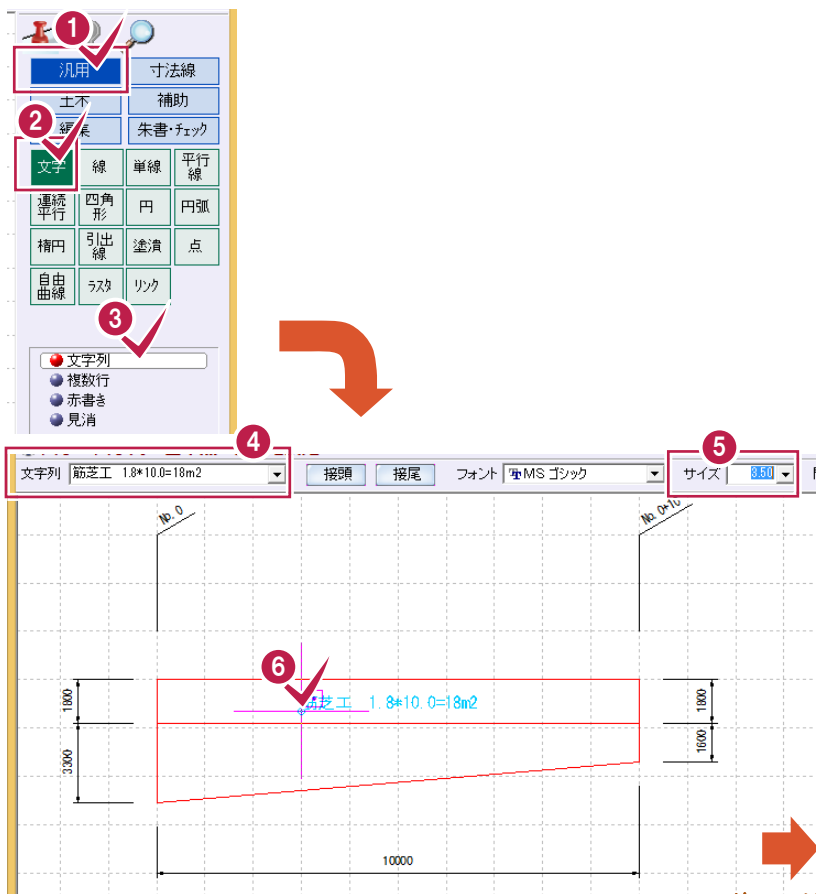 1
汎用 寸法線
土木 補助
2
編集 朱書・ﾁｪｯｸ
文字 線 単線 平行線
連続平行 四角形 円 円弧
楕円 引出線 塗潰 点
自由曲線 ﾗｽﾀ ﾘﾝｸ
3
文字列
複数行
赤書き
見消
4 5
文字列 筋芝工 1.8*10.0=18m2 接頭 接尾 フォント MS ゴシック サイズ 3.50
No.0 No.0+10
6
1800 筋芝工 1.8*10.0=18m2 1800
3300 1600
10000